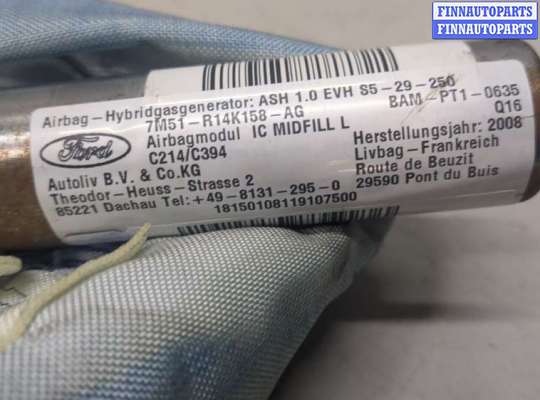 FINNAUTOPARTS
FINNAUTOPARTS
Airbag-Hybridgasgenerator: ASH 1.0 EVH S5-29-250
7M51-R14K158-AG BAM-PT1-0635
Airbagmodul IC MIDFILL L Q16
Ford C214/C394 Herstellungsjahr: 2008
Autoliv B.V. & Co.KG Livbag-Frankreich
Theodor-Heuss-Strasse 2 Route de Beuzit
85221 Dachau Tel:+49-8131-295-0 29590 Pont du Buis
18150108119107500